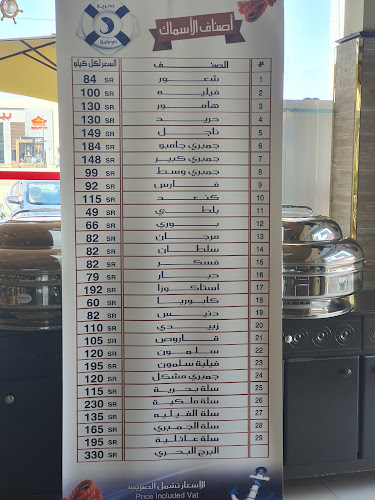 بحرية
Bahrya
أصناف الأسماك
م الصنف السعر لكل كيلو
1 شعور 84 SR
2 فيليه 100 SR
3 هامور 130 SR
4 حريد 130 SR
5 ناجل 149 SR
6 جمبري جامبو 184 SR
7 جمبري كبير 148 SR
8 جمبري وسط 99 SR
9 فارس 92 SR
10 كنعد 115 SR
11 بلطي 49 SR
12 بوري 66 SR
13 مرجان 82 SR
14 سلطان 82 SR
15 فسكر 82 SR
16 حبار 79 SR
17 استاكوزا 192 SR
18 كابوريا 60 SR
19 دنيس 82 SR
20 زبيدي 110 SR
21 قاروص 105 SR
22 سلمون 120 SR
23 فيلية سلمون 195 SR
24 جمبري مشكل 120 SR
25 سلة بحرية 115 SR
26 سلة ملكية 230 SR
27 سلة الفيليه 135 SR
28 سلة الجمبري 165 SR
29 سلة عائلية 195 SR
البرج البحري 330 SR
الأسعار تشمل الضريبة
Price Included Vat